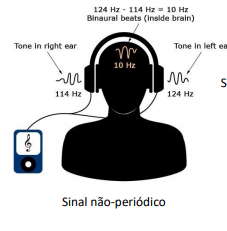 124 Hz - 114 Hz = 10 Hz
Binaural beats (inside brain)
Tone in right ear
Tone in left ea
10 Hz
114 Hz
124 Hz
S
Sinal não-periódico